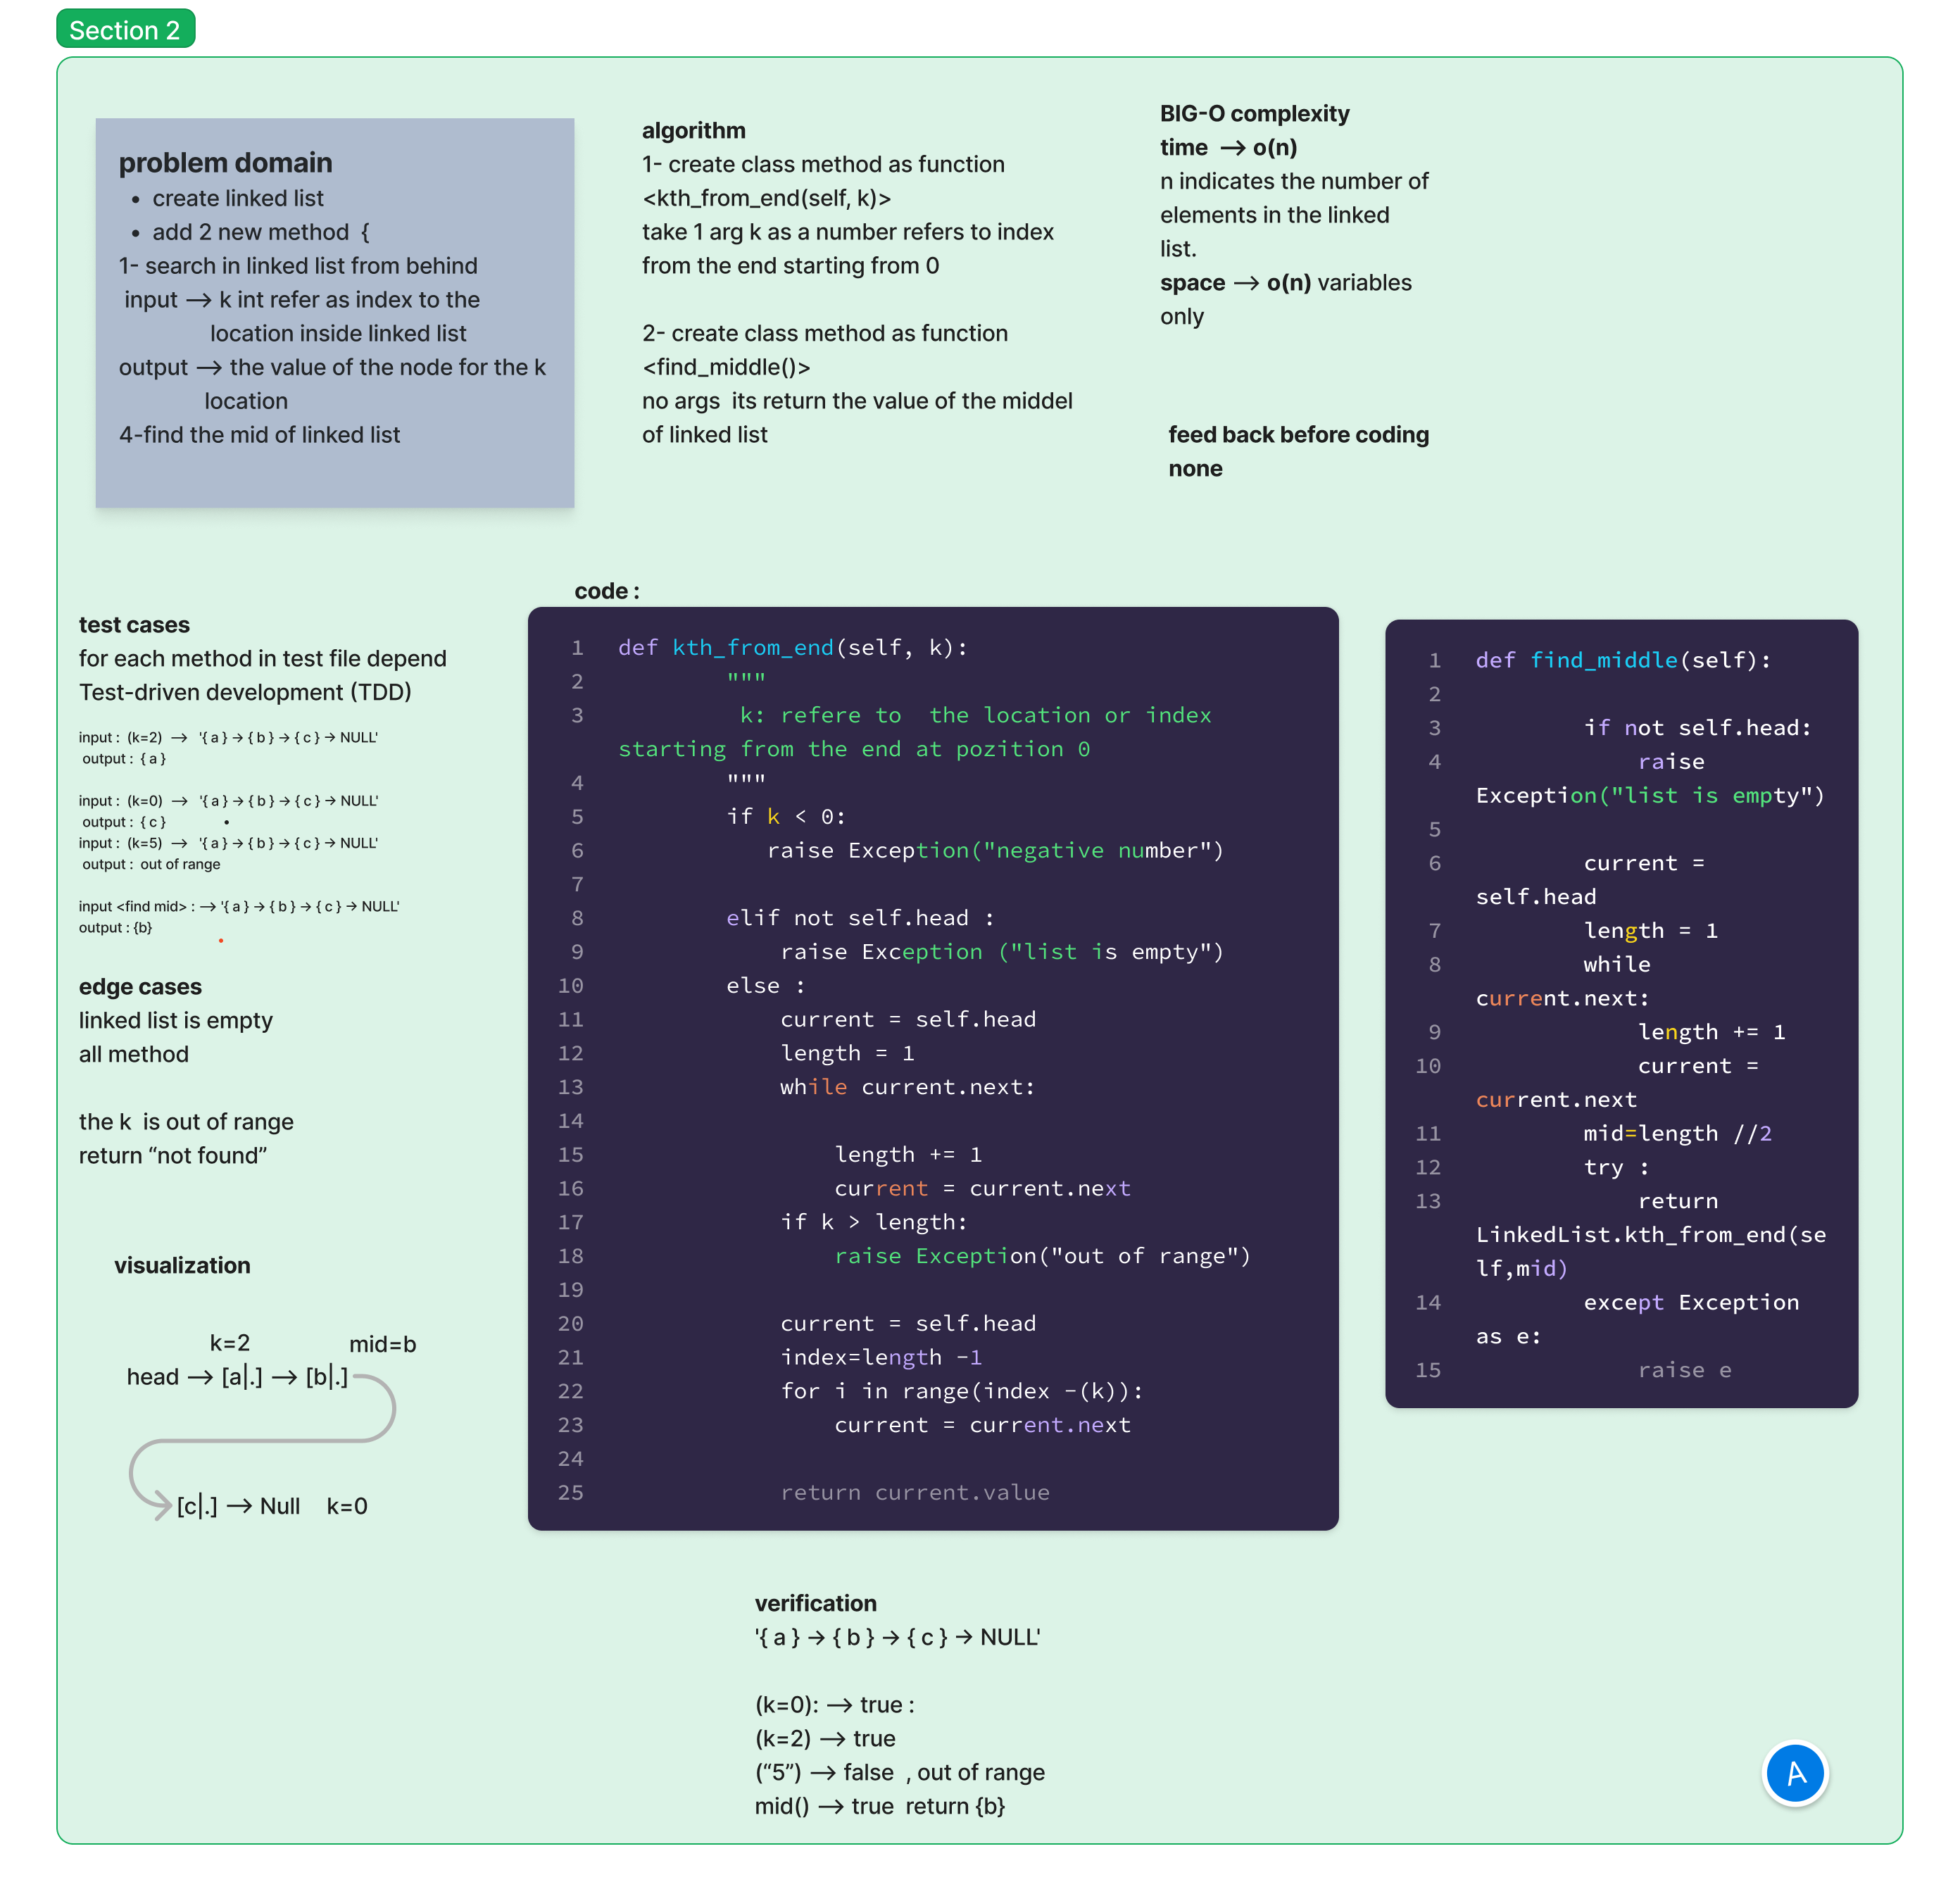 Section 2
problem domain
• create linked list
• add 2 new method  {
1- search in linked list from behind
input → k int refer as index to the
location inside linked list
output → the value of the node for the k
location
4-find the mid of linked list
algorithm
1- create class method as function
<kth_from_end(self, k)>
take 1 arg k as a number refers to index
from the end starting from 0
2- create class method as function
<find_middle()>
no args  its return the value of the middel
of linked list
BIG-O complexity
time → o(n)
n indicates the number of
elements in the linked
list.
space → o(n) variables
only
feed back before coding
none
test cases
for each method in test file depend
Test-driven development (TDD)
input : (k=2) → '{ a } → { b } → { c } → NULL'
output : { a }
input : (k=0) → '{ a } → { b } → { c } → NULL'
output : { c }
input : (k=5) → '{ a } → { b } → { c } → NULL'
output : out of range
input <find mid> : → '{ a } → { b } → { c } → NULL'
output : {b}
edge cases
linked list is empty
all method
the k  is out of range
return “not found”
visualization
k=2 mid=b
head → [a|.] → [b|.]
[c|.] → Null k=0
code :
1 def kth_from_end(self, k):
2 """
3 k: refere to  the location or index
starting from the end at pozition 0
4 """
5 if k < 0:
6 raise Exception("negative number")
7
8 elif not self.head :
9 raise Exception ("list is empty")
10 else :
11 current = self.head
12 length = 1
13 while current.next:
14
15 length += 1
16 current = current.next
17 if k > length:
18 raise Exception("out of range")
19
20 current = self.head
21 index=length -1
22 for i in range(index -(k)):
23 current = current.next
24
25 return current.value
1 def find_middle(self):
2
3 if not self.head:
4 raise
Exception("list is empty")
5
6 current =
self.head
7 length = 1
8 while
current.next:
9 length += 1
10 current =
current.next
11 mid=length //2
12 try :
13 return
LinkedList.kth_from_end(se
lf,mid)
14 except Exception
as e:
15 raise e
verification
'{ a } → { b } → { c } → NULL'
(k=0): → true :
(k=2) → true
(“5”) → false  , out of range
mid() → true  return {b}
A